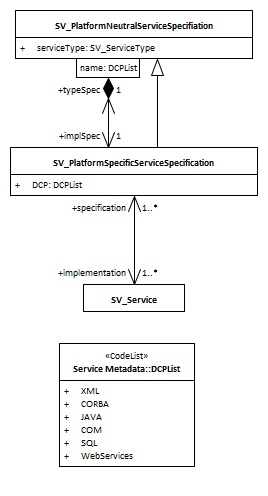 SV_PlatformNeutralServiceSpecifiation
+ serviceType: SV_ServiceType
name: DCPList
+typeSpec 1
+implSpec 1
SV_PlatformSpecificServiceSpecification
+ DCP: DCPList
+specification 1..*
+implementation 1..*
SV_Service
«CodeList»
Service Metadata::DCPList
+ XML
+ CORBA
+ JAVA
+ COM
+ SQL
+ WebServices